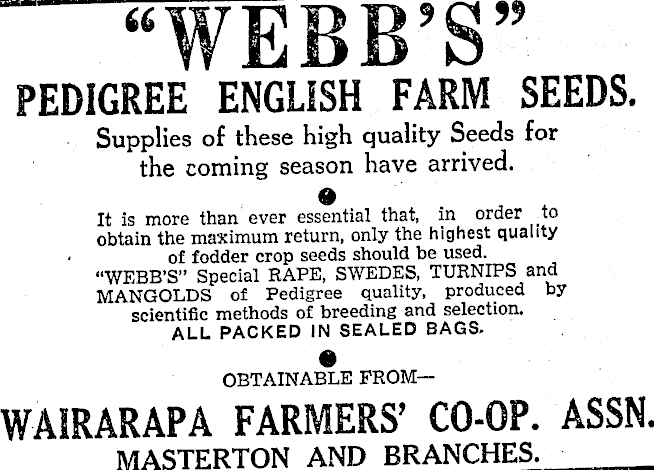 "WEBB'S"
PEDIGREE ENGLISH FARM SEEDS.
Supplies of these high quality Seeds for
the coming season have arrived.
It is more than ever essential that, in order to
obtain the maximum return, only the highest quality
of fodder crop seeds should be used.
"WEBB'S" Special RAPE, SWEDES, TURNIPS and
MANGOLDS of Pedigree quality, produced by
scientific methods of breeding and selection.
ALL PACKED IN SEALED BAGS.
OBTAINABLE FROM—
WAIRARAPA FARMERS' CO-OP. ASSN.
MASTERTON AND BRANCHES.